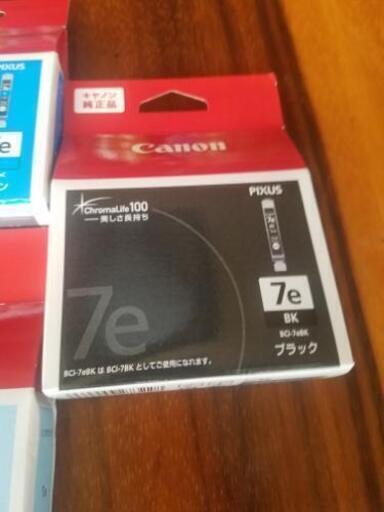 PIXUS
e
ン
キヤノン
純正品
Canon
ChromaLife100
美しさ長持ち
PIXUS
7e
BK
BCI-7eBK
ブラック
7e
BCI-7eBK は BCI-7BK としてご使用になれます。